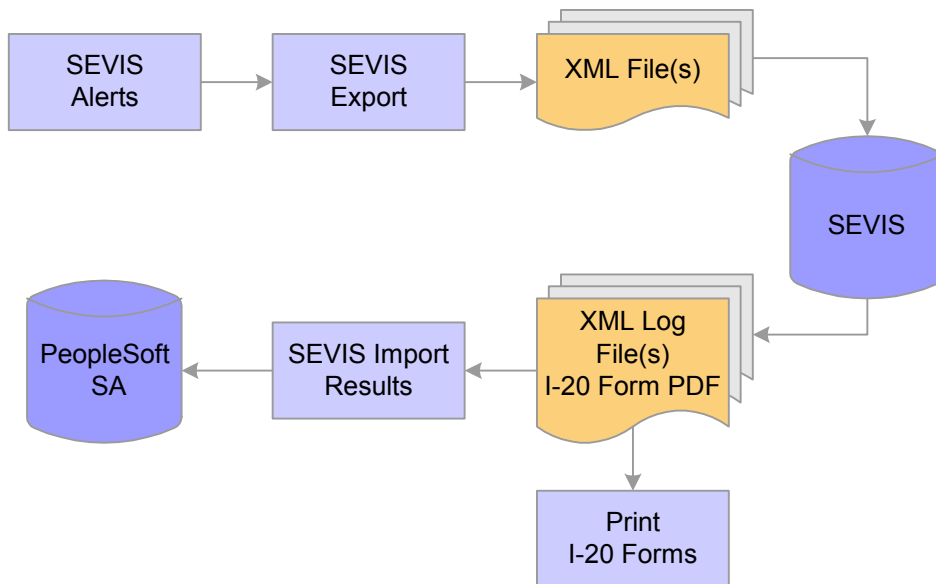 SEVIS
Alerts
SEVIS
Export
XML File(s)
SEVIS
PeopleSoft
SA
SEVIS Import
Results
XML Log
File(s)
I-20 Form PDF
Print
I-20 Forms